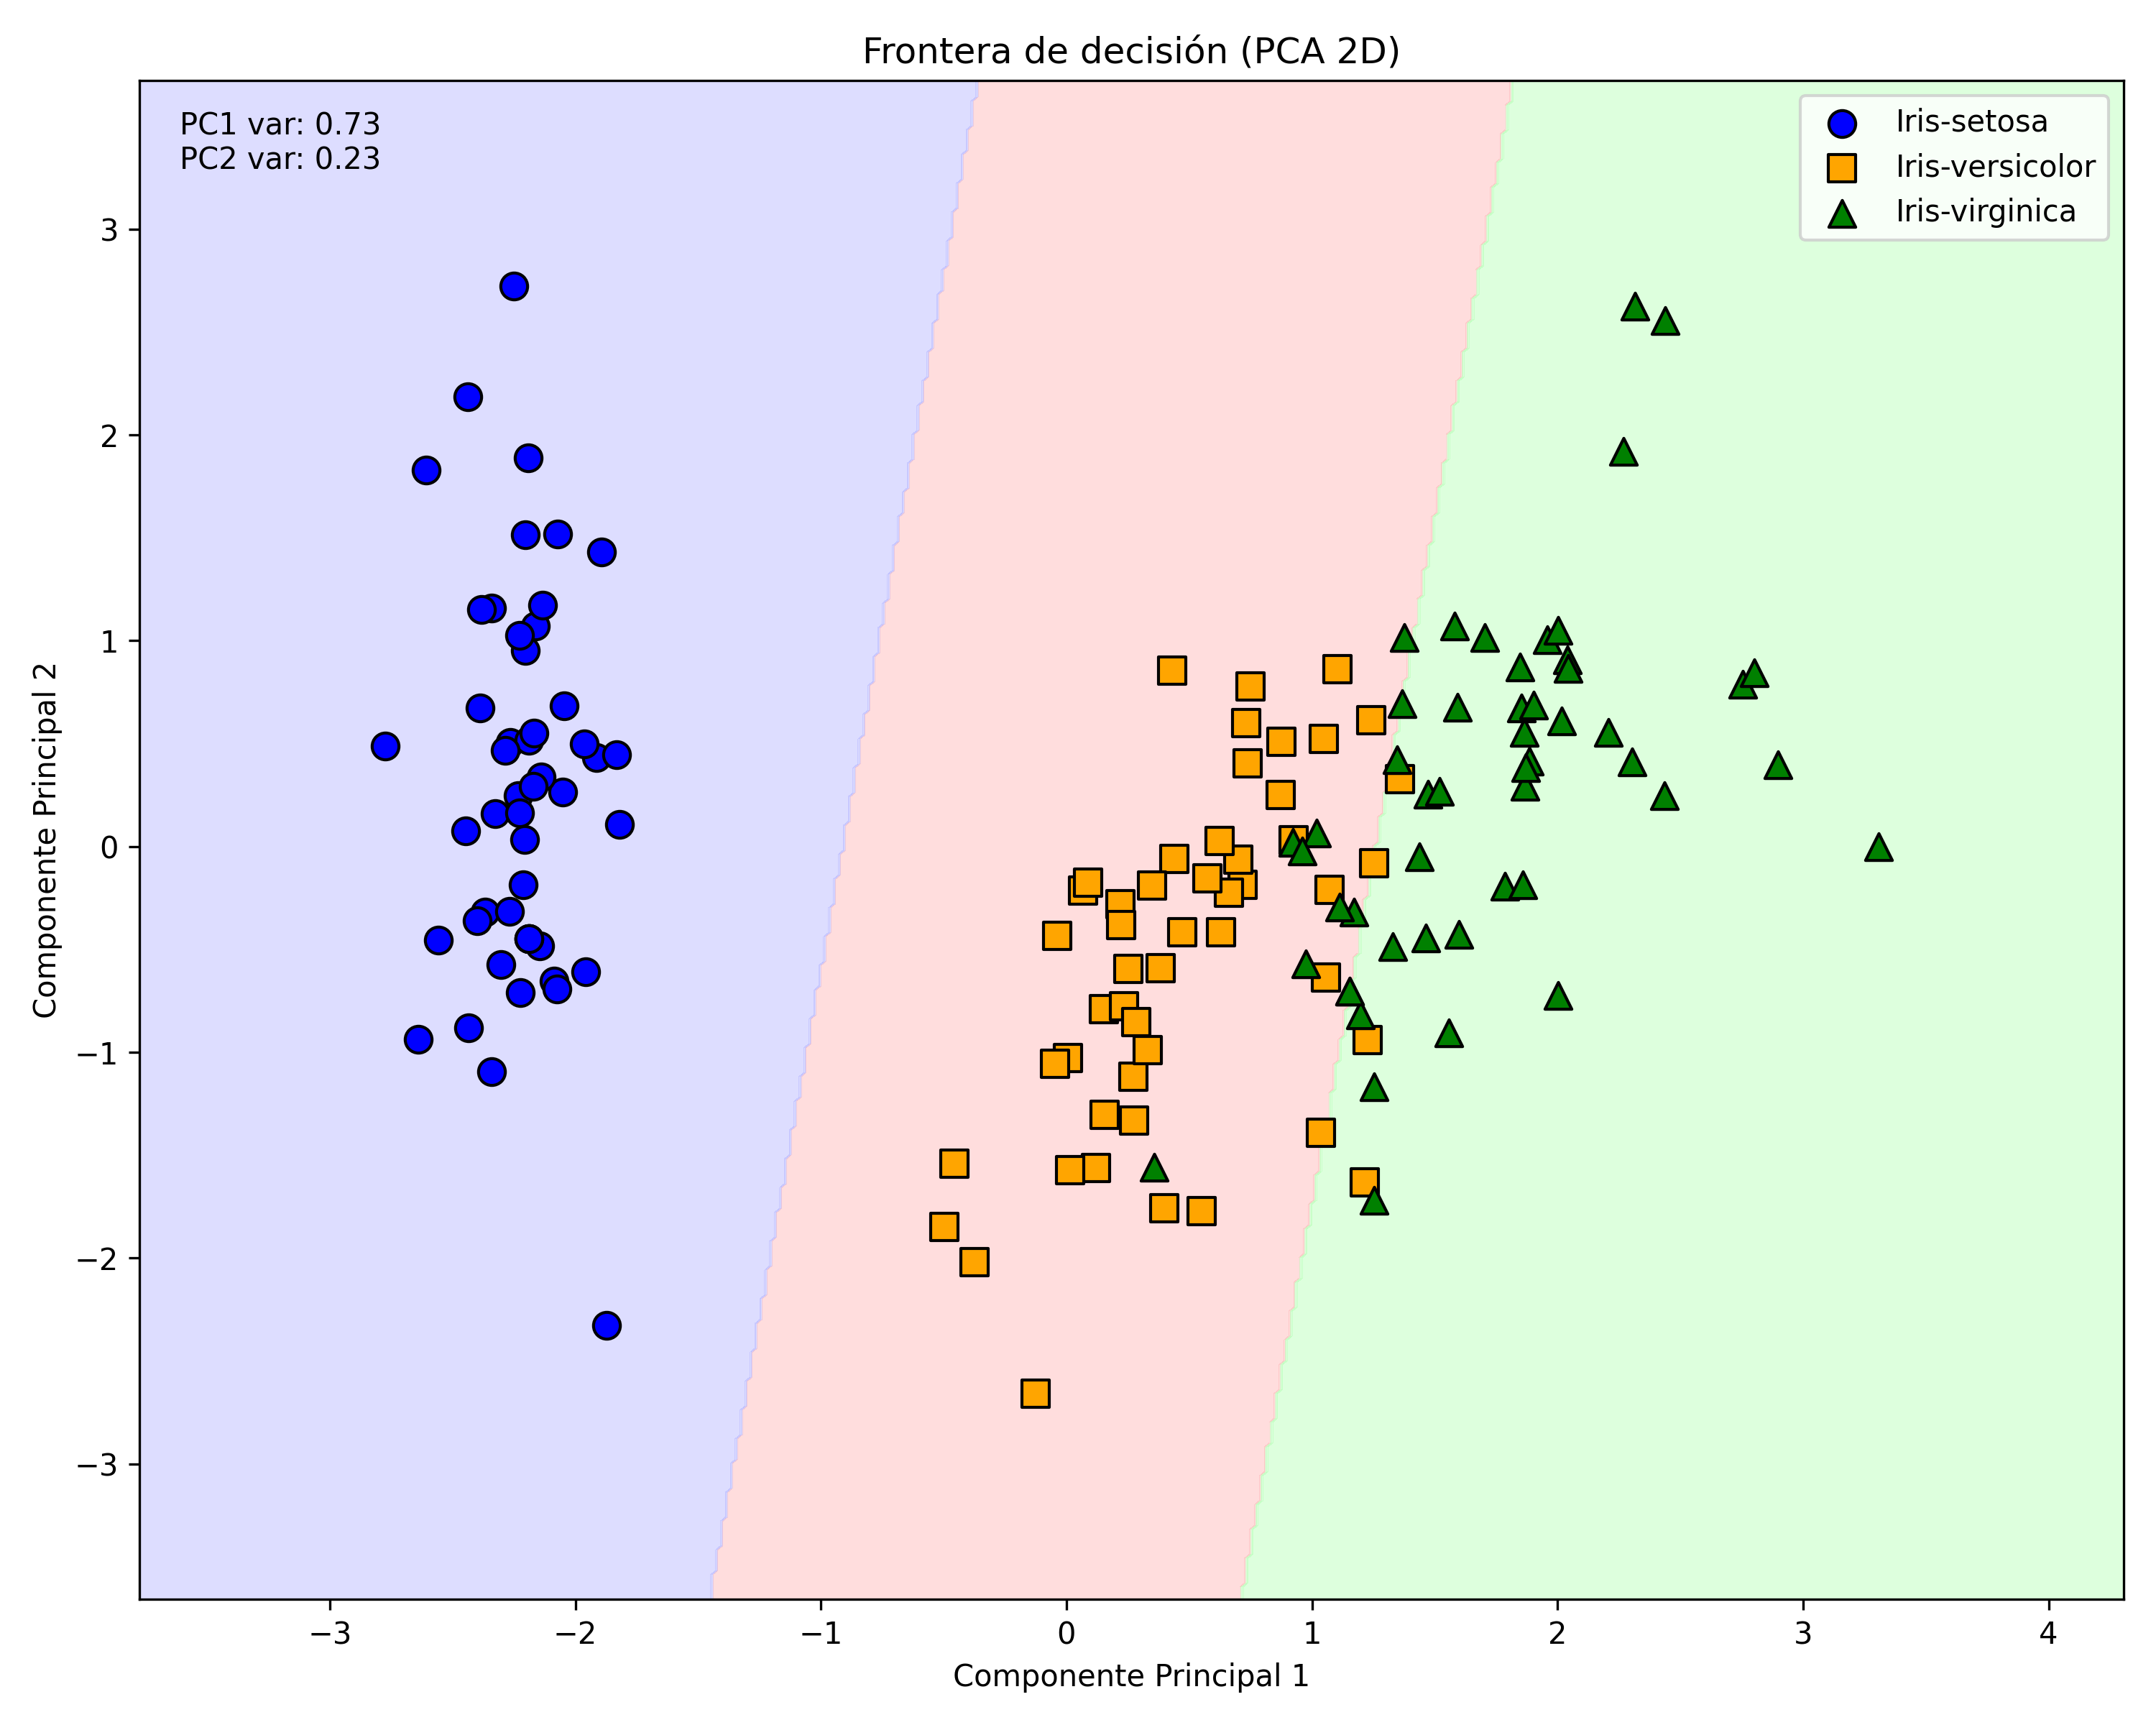 Frontera de decisión (PCA 2D)
PC1 var: 0.73
PC2 var: 0.23
Iris-setosa
Iris-versicolor
Iris-virginica
3
2
1
0
−1
−2
−3
Componente Principal 2
−3
−2
−1
0
1
2
3
4
Componente Principal 1